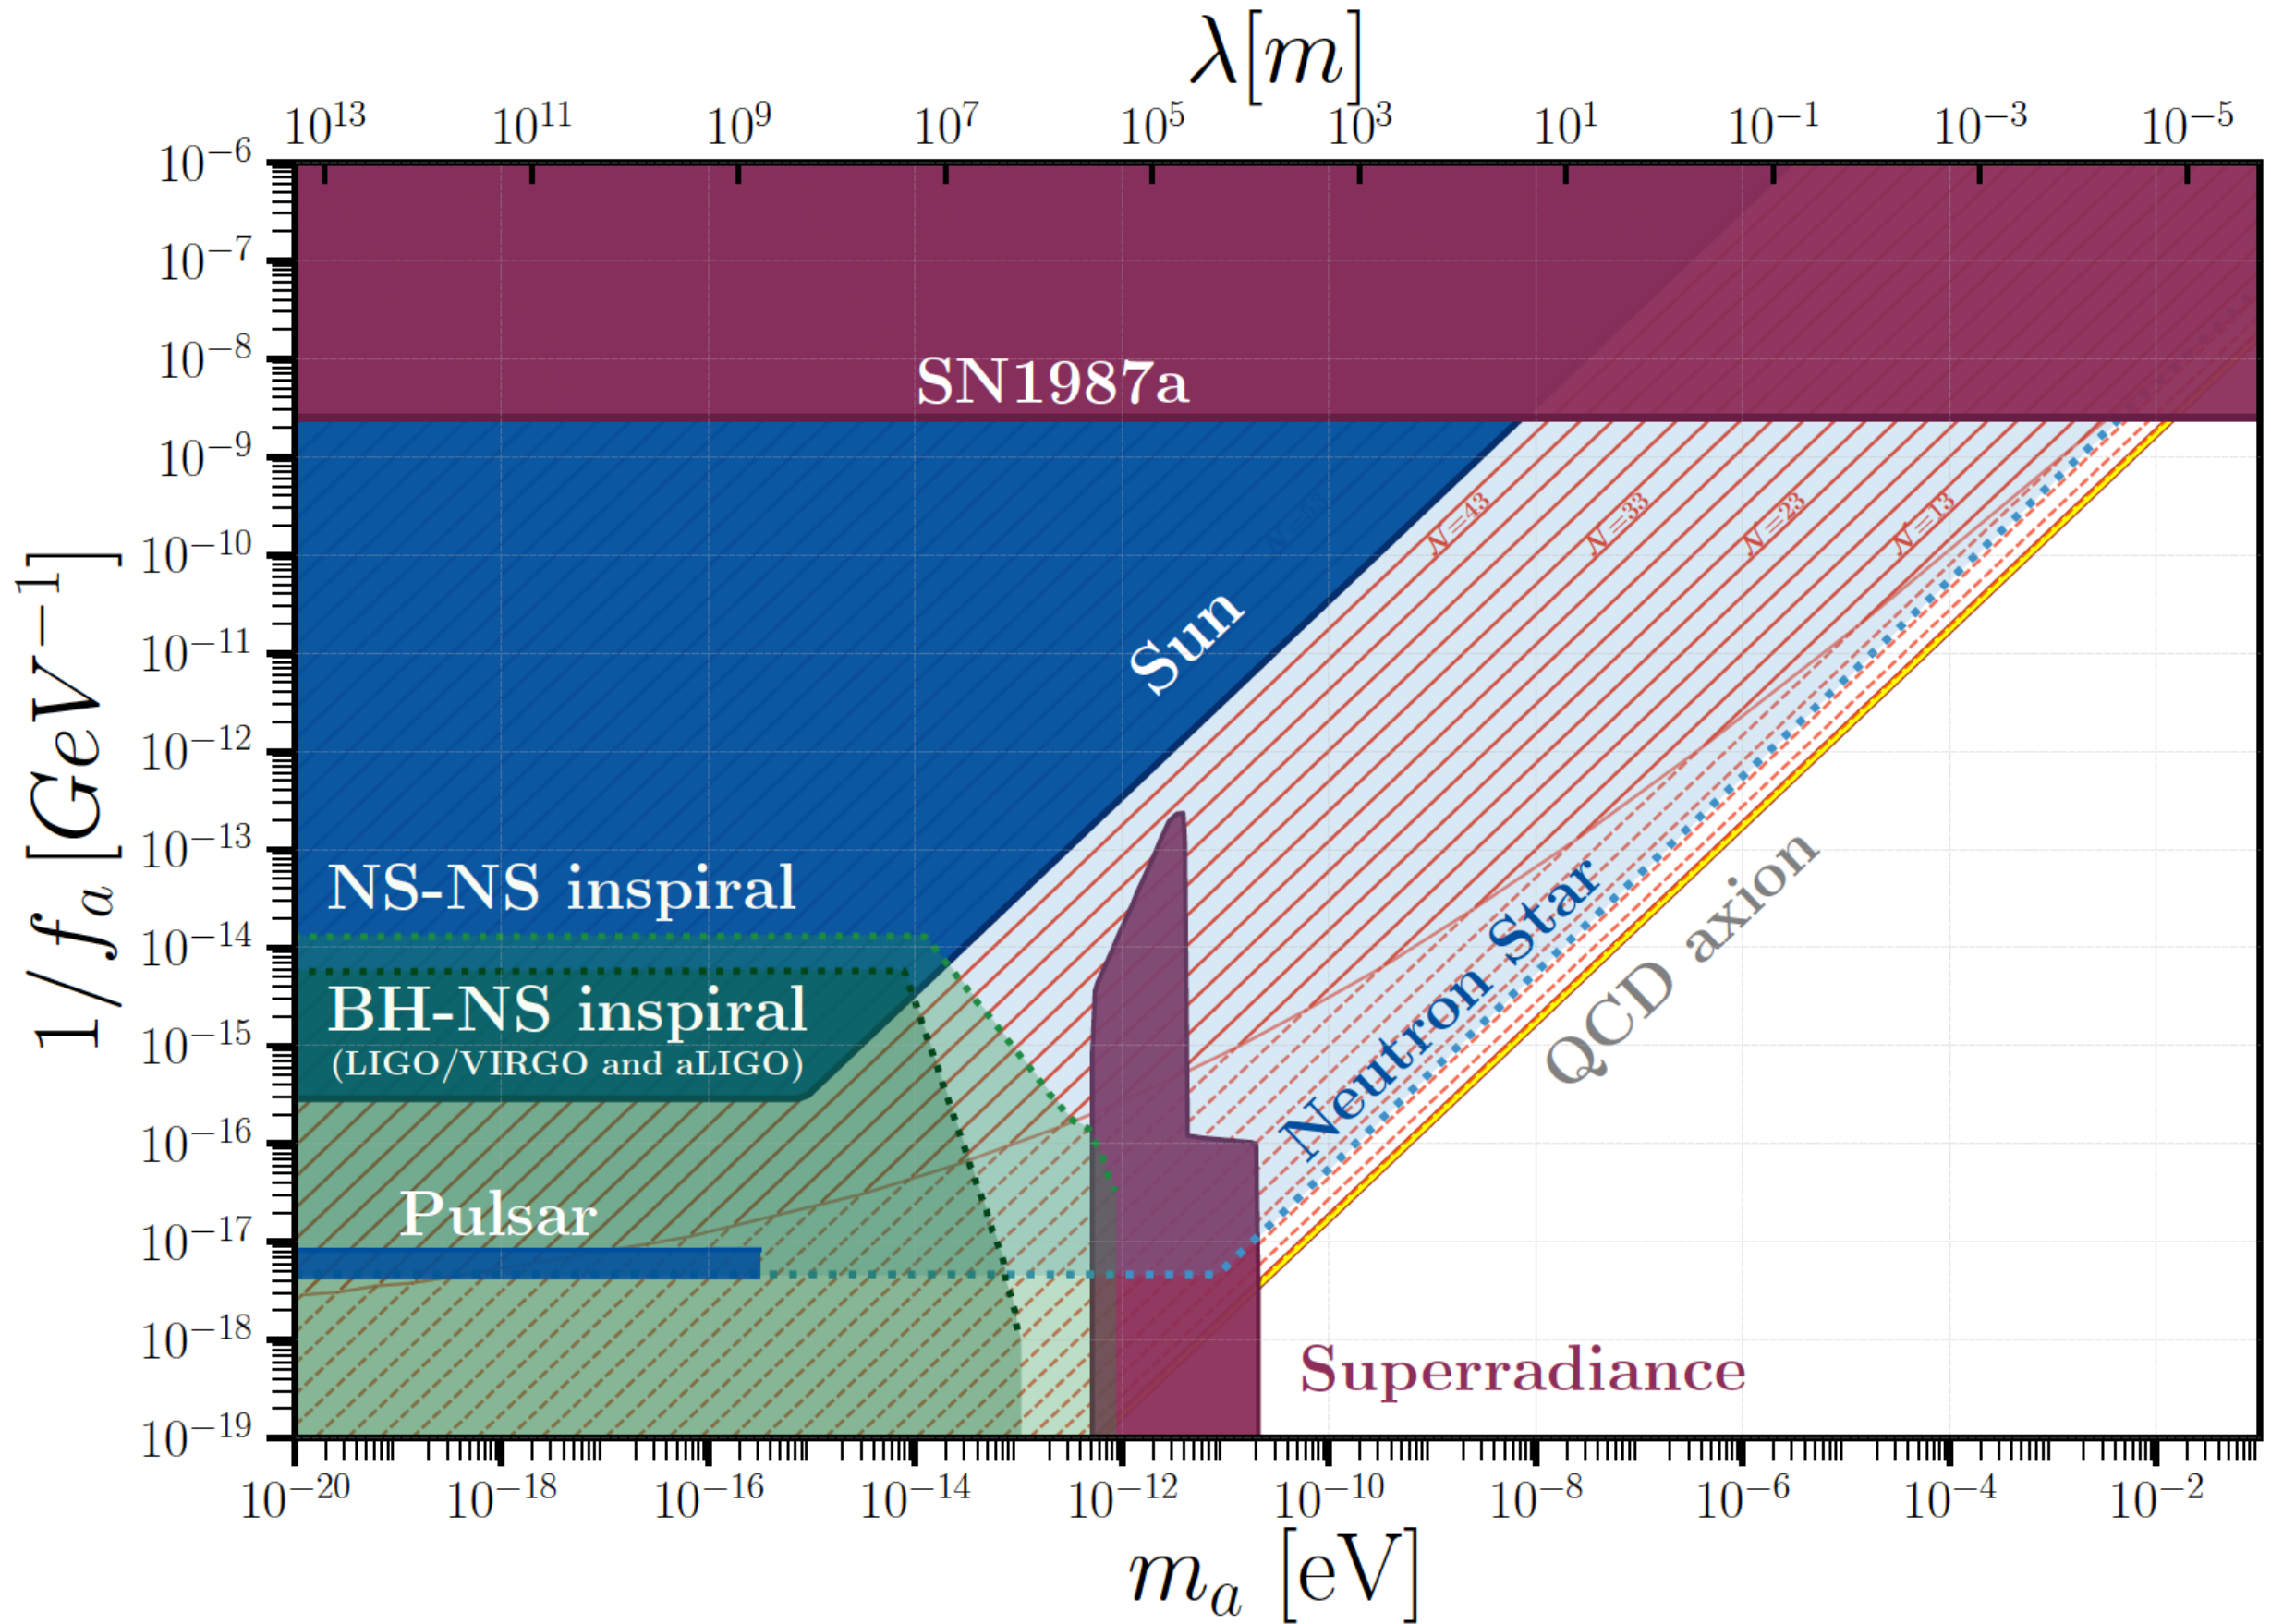 λ[m]
10^13 10^11 10^9 10^7 10^5 10^3 10^1 10^−1 10^−3 10^−5
1/f_a [GeV^−1]
10^−6
10^−7
10^−8
10^−9
10^−10
10^−11
10^−12
10^−13
10^−14
10^−15
10^−16
10^−17
10^−18
10^−19
SN1987a
N=43
N=33
N=23
N=13
Sun
NS-NS inspiral
BH-NS inspiral
(LIGO/VIRGO and aLIGO)
Pulsar
Neutron Star
QCD axion
Superradiance
10^−20 10^−18 10^−16 10^−14 10^−12 10^−10 10^−8 10^−6 10^−4 10^−2
m_a [eV]